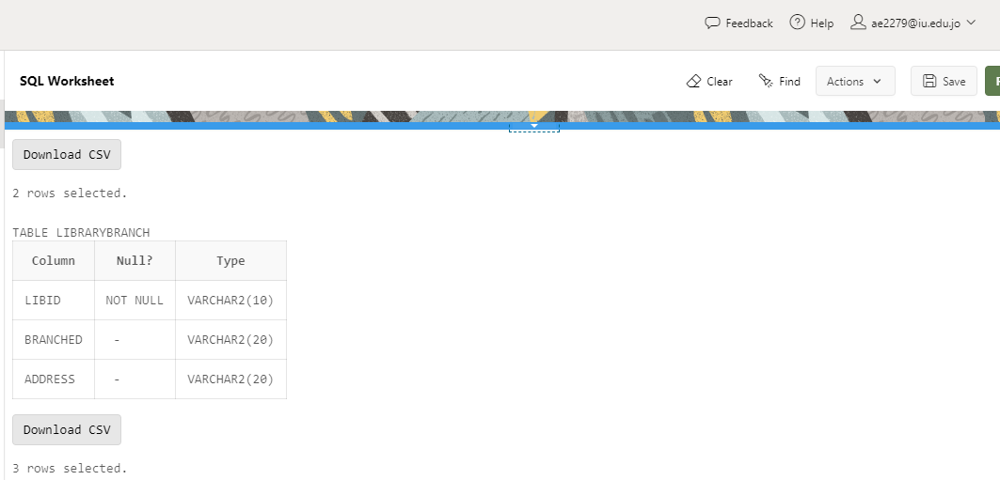 Feedback Help ae2279@iu.edu.jo
SQL Worksheet Clear Find Actions Save
Download CSV
2 rows selected.
TABLE LIBRARYBRANCH
Column Null? Type
LIBID NOT NULL VARCHAR2(10)
BRANCHED - VARCHAR2(20)
ADDRESS - VARCHAR2(20)
Download CSV
3 rows selected.